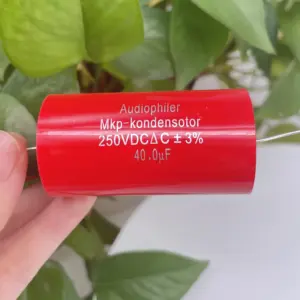 Audiophiler
Mkp-kondensotor
250VDC∆C±3%
40.0µF